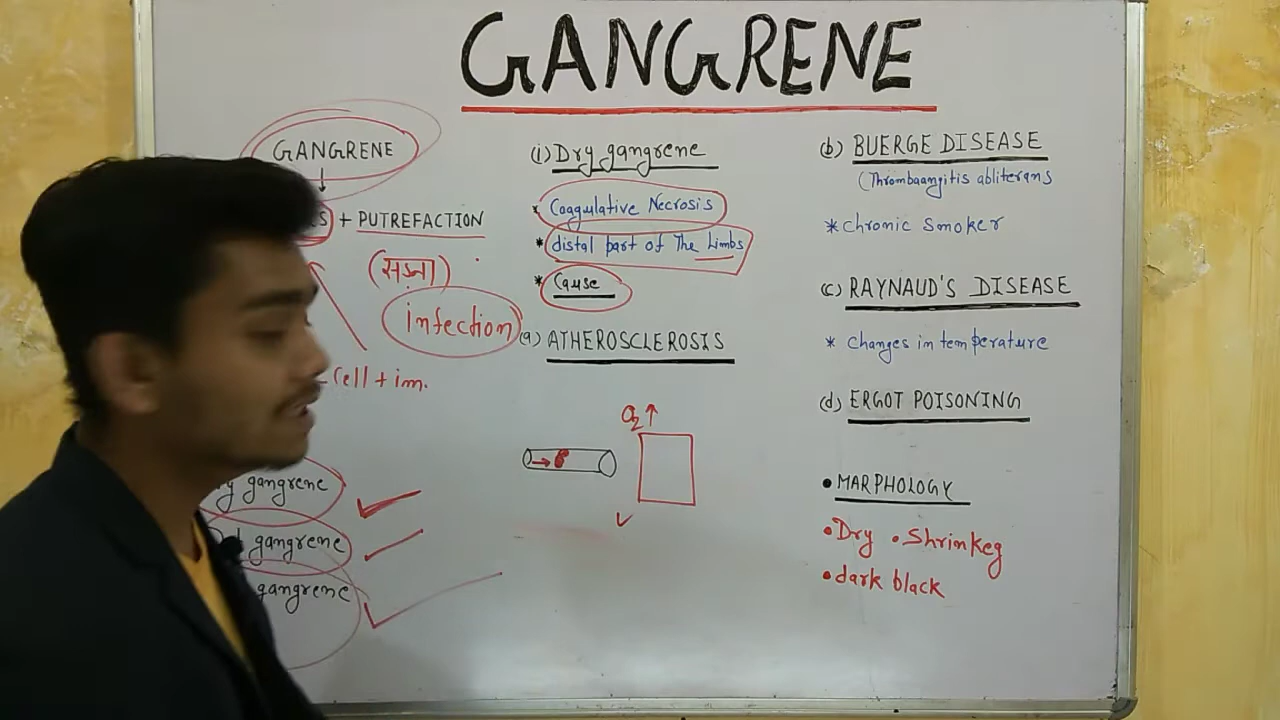 GANGRENE
GANGRENE
+ PUTREFACTION
(सड़ना)
infection
Cell + im.
gangrene
gangrene
gangrene
(i) Dry gangrene
* Coagulative Necrosis
* distal part of The Limbs
* Cause
(a) ATHEROSCLEROSIS
O2 ↑
(b) BUERGE DISEASE
(Thrombaangitis abliterans
* chronic smoker
(c) RAYNAUD'S DISEASE
* changes in temperature
(d) ERGOT POISONING
• MARPHOLOGY
• Dry • Shrinkeg
• dark black